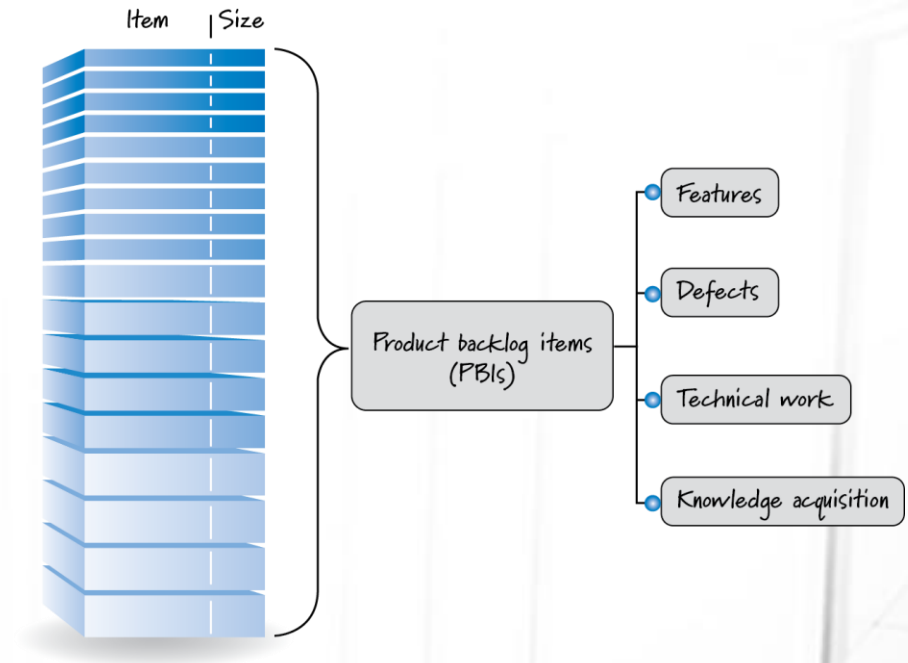 Item | Size
Features
Defects
Product backlog items
(PBIs)
Technical work
Knowledge acquisition